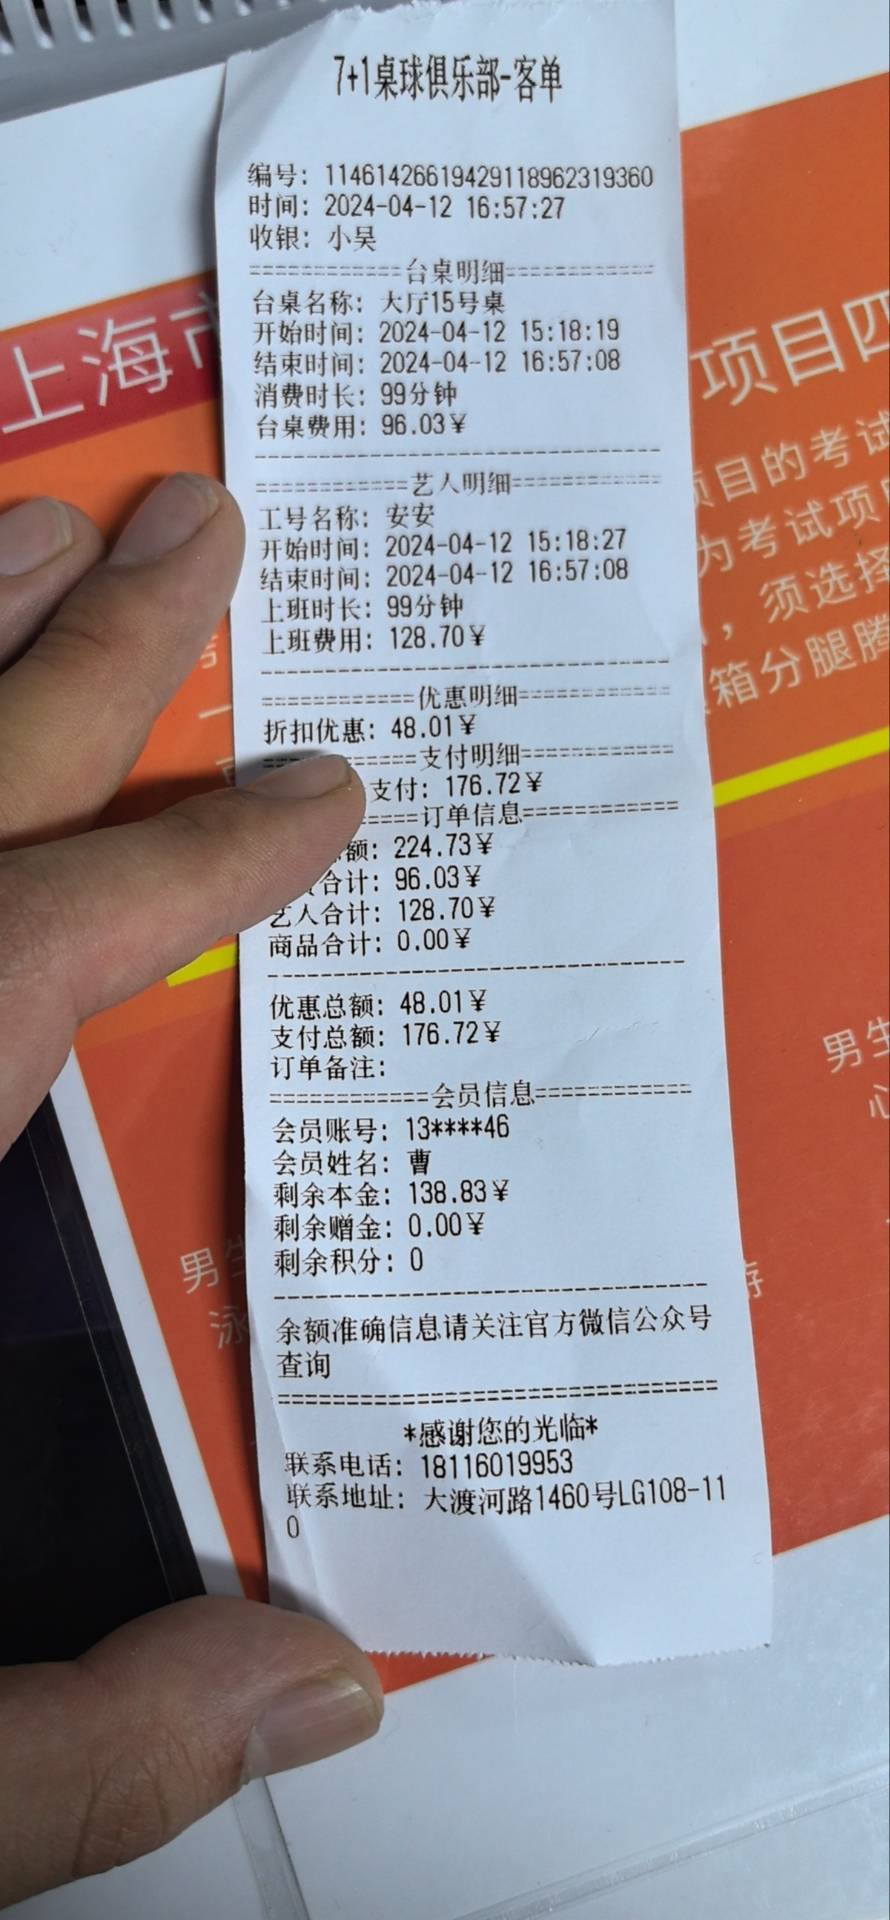 7+1桌球俱乐部-客单
编号: 11461426619429118962319360
时间: 2024-04-12 16:57:27
收银: 小吴
============台桌明细============
台桌名称: 大厅15号桌
开始时间: 2024-04-12 15:18:19
结束时间: 2024-04-12 16:57:08
消费时长: 99分钟
台桌费用: 96.03¥
============艺人明细============
工号名称: 安安
开始时间: 2024-04-12 15:18:27
结束时间: 2024-04-12 16:57:08
上班时长: 99分钟
上班费用: 128.70¥
============优惠明细============
折扣优惠: 48.01¥
============支付明细============
支付: 176.72¥
====订单信息============
额: 224.73¥
合计: 96.03¥
艺人合计: 128.70¥
商品合计: 0.00¥
优惠总额: 48.01¥
支付总额: 176.72¥
订单备注:
============会员信息============
会员账号: 13****46
会员姓名: 曹
剩余本金: 138.83¥
剩余赠金: 0.00¥
剩余积分: 0
余额准确信息请关注官方微信公众号
查询
*感谢您的光临*
联系电话: 18116019953
联系地址: 大渡河路1460号LG108-11
0
上海
项目四
项目的考试
为考试项
, 须选择
箱分腿腾
男生
男生
泳